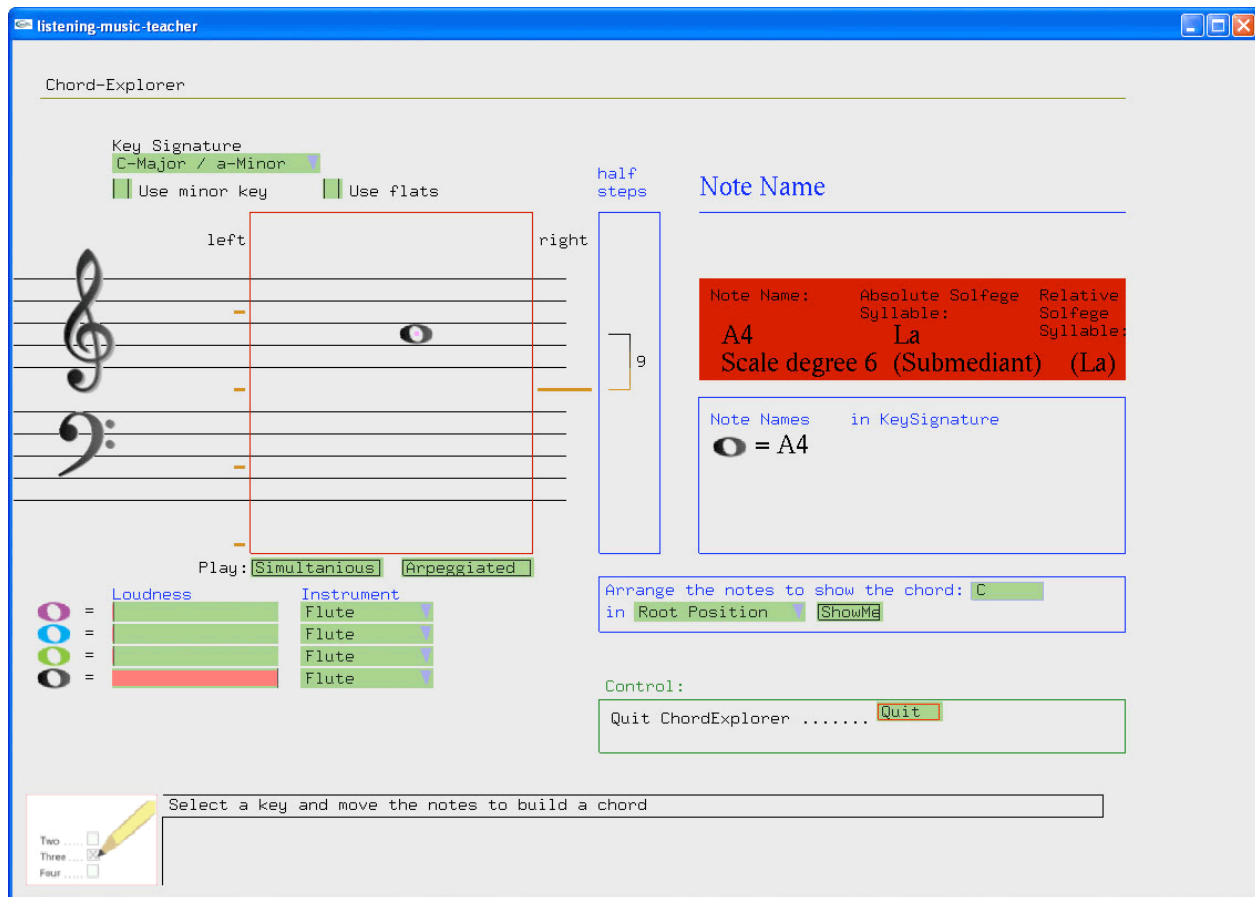 listening-music-teacher
Chord-Explorer
Key Signature
C-Major / a-Minor
Use minor key Use flats
left
right
half
steps
9
Note Name
Note Name: Absolute Solfege Syllable: Relative Solfege Syllable:
A4 La
Scale degree 6 (Submediant) (La)
Note Names in KeySignature
= A4
Play: Simultanious Arpeggiated
Loudness Instrument
= Flute
= Flute
= Flute
= Flute
Arrange the notes to show the chord: C
in Root Position ShowMe
Control:
Quit ChordExplorer ....... Quit
Select a key and move the notes to build a chord
Two .....
Three ....
Four .....